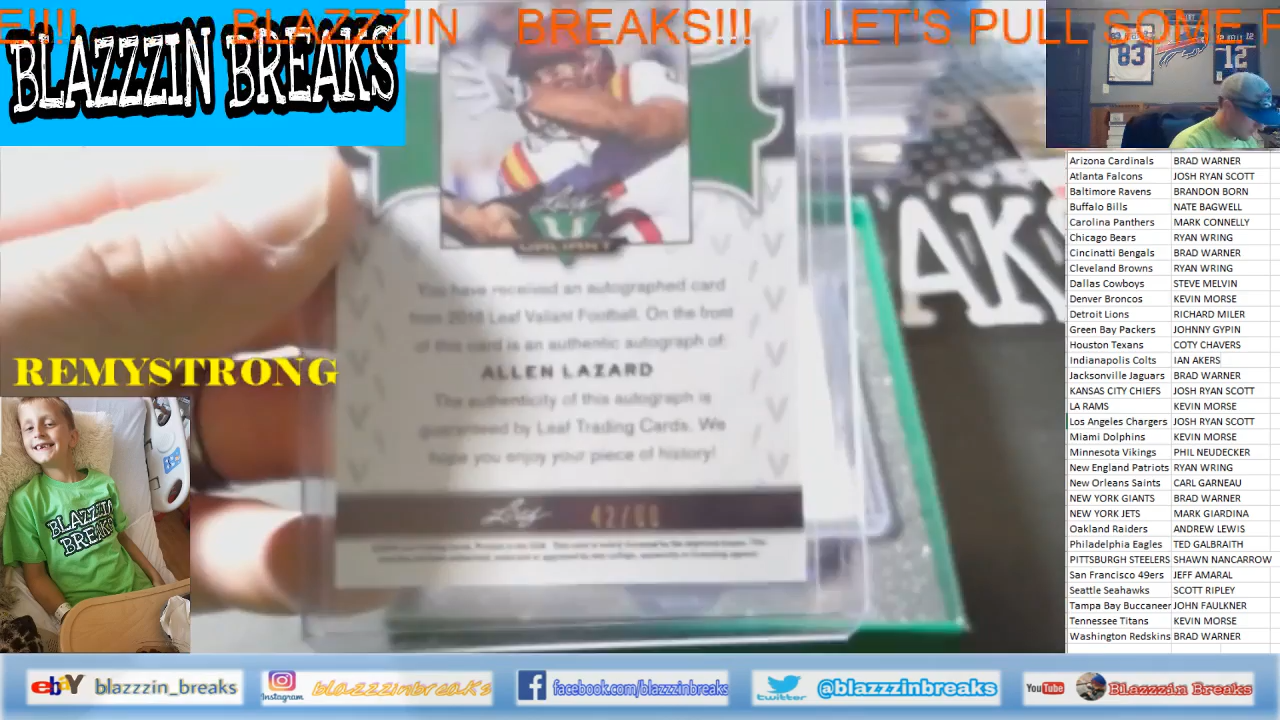 E!!!! BLAZZZIN BREAKS!!! LET'S PULL SOME F
BLAZZZIN BREAKS
83
12
REMYSTRONG
BLAZZZIN
BREAKS
AK
You have received an autographed card
from 2018 Leaf Valiant Football. On the front
of this card is an authentic autograph of
ALLEN LAZARD
The authenticity of this autograph is
guaranteed by Leaf Trading Cards. We
hope you enjoy your piece of history!
Leaf
Arizona Cardinals BRAD WARNER
Atlanta Falcons JOSH RYAN SCOTT
Baltimore Ravens BRANDON BORN
Buffalo Bills NATE BAGWELL
Carolina Panthers MARK CONNELLY
Chicago Bears RYAN WRING
Cincinatti Bengals BRAD WARNER
Cleveland Browns RYAN WRING
Dallas Cowboys STEVE MELVIN
Denver Broncos KEVIN MORSE
Detroit Lions RICHARD MILER
Green Bay Packers JOHNNY GYPIN
Houston Texans COTY CHAVERS
Indianapolis Colts IAN AKERS
Jacksonville Jaguars BRAD WARNER
KANSAS CITY CHIEFS JOSH RYAN SCOTT
LA RAMS KEVIN MORSE
Los Angeles Chargers JOSH RYAN SCOTT
Miami Dolphins KEVIN MORSE
Minnesota Vikings PHIL NEUDECKER
New England Patriots RYAN WRING
New Orleans Saints CARL GARNEAU
NEW YORK GIANTS BRAD WARNER
NEW YORK JETS MARK GIARDINA
Oakland Raiders ANDREW LEWIS
Philadelphia Eagles TED GALBRAITH
PITTSBURGH STEELERS SHAWN NANCARROW
San Francisco 49ers JEFF AMARAL
Seattle Seahawks SCOTT RIPLEY
Tampa Bay Buccaneer JOHN FAULKNER
Tennessee Titans KEVIN MORSE
Washington Redskins BRAD WARNER
ebay blazzzin_breaks
Instagram blazzzinbreaks
facebook.com/blazzzinbreaks
twitter @blazzzinbreaks
YouTube Blazzzin Breaks